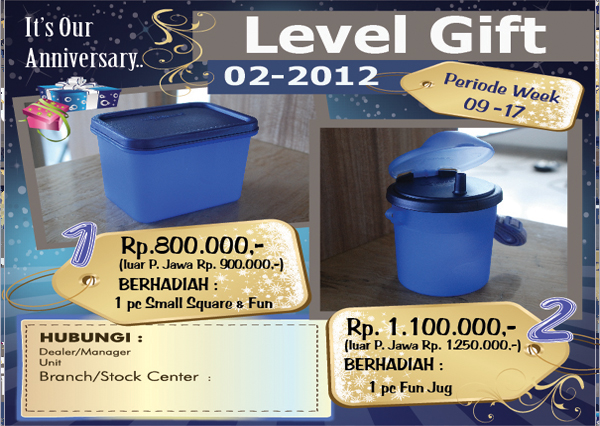 It's Our
Anniversary..
Level Gift
02-2012
Periode Week
09 -17
1
Rp.800.000,-
(luar P. Jawa Rp. 900.000,-)
BERHADIAH :
1 pc Small Square & Fun
2
Rp. 1.100.000,-
(luar P. Jawa Rp. 1.250.000.-)
BERHADIAH :
1 pc Fun Jug
HUBUNGI :
Dealer/Manager
Unit
Branch/Stock Center :